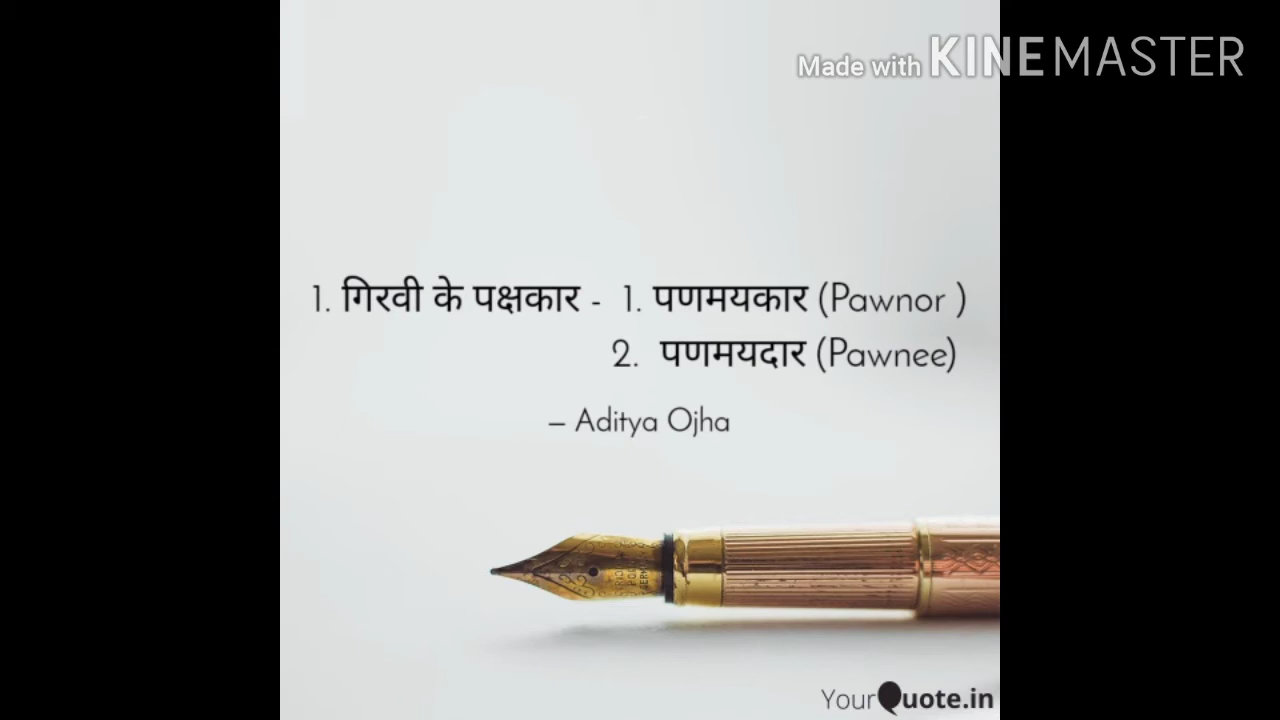 Made with KINEMASTER
1. गिरवी के पक्षकार - 1. पणमयकार (Pawnor )
2. पणमयदार (Pawnee)
– Aditya Ojha
YourQuote.in